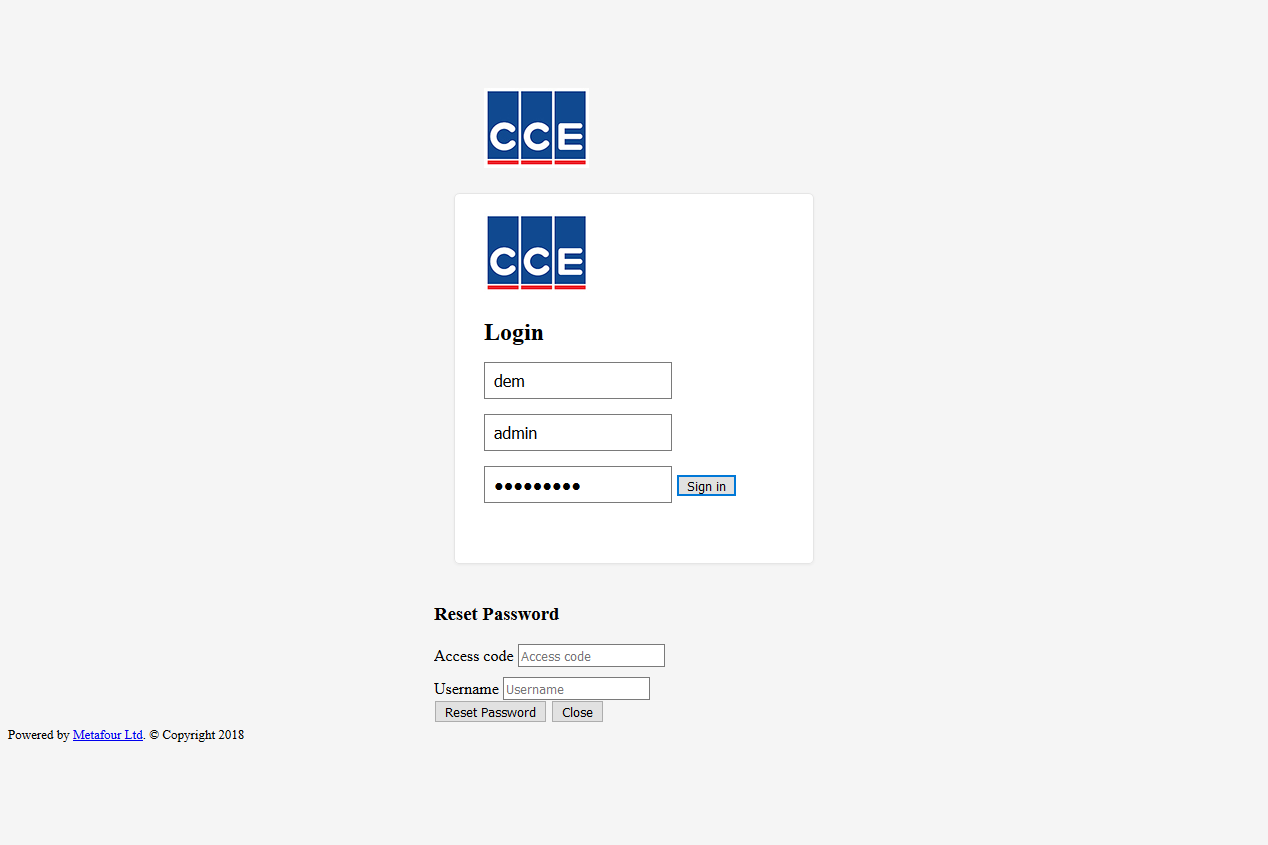 CCE
CCE
Login
dem
admin
●●●●●●●●● Sign in
Reset Password
Access code Access code
Username Username
Reset Password Close
Powered by Metafour Ltd. © Copyright 2018